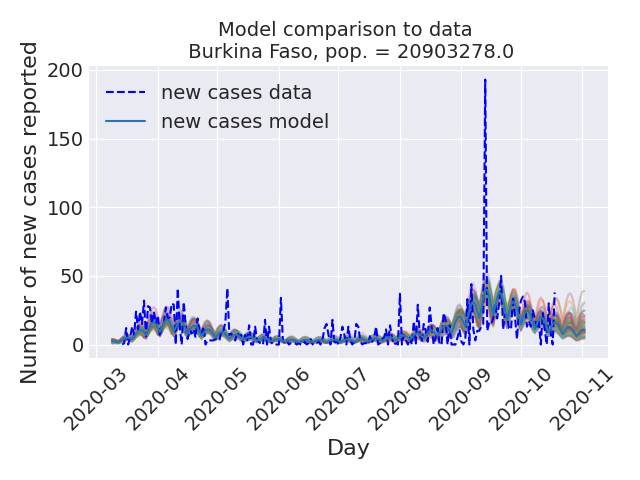 Model comparison to data
Burkina Faso, pop. = 20903278.0
Number of new cases reported
200
150
100
50
0
new cases data
new cases model
2020-03
2020-04
2020-05
2020-06
2020-07
2020-08
2020-09
2020-10
2020-11
Day